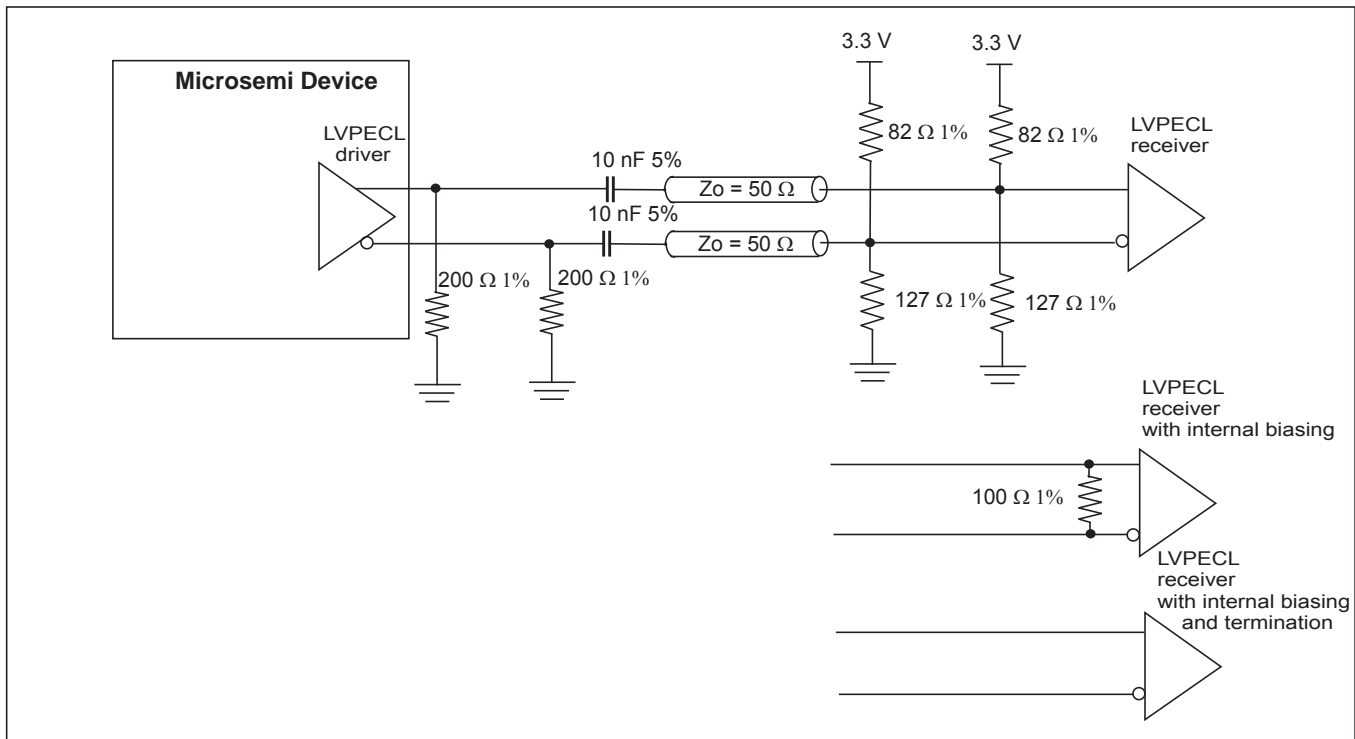 3.3 V
3.3 V
Microsemi Device
LVPECL
driver
82 Ω 1%
82 Ω 1%
LVPECL
receiver
10 nF 5%
Zo = 50 Ω
10 nF 5%
Zo = 50 Ω
200 Ω 1%
200 Ω 1%
127 Ω 1%
127 Ω 1%
LVPECL
receiver
with internal biasing
100 Ω 1%
LVPECL
receiver
with internal biasing
and termination